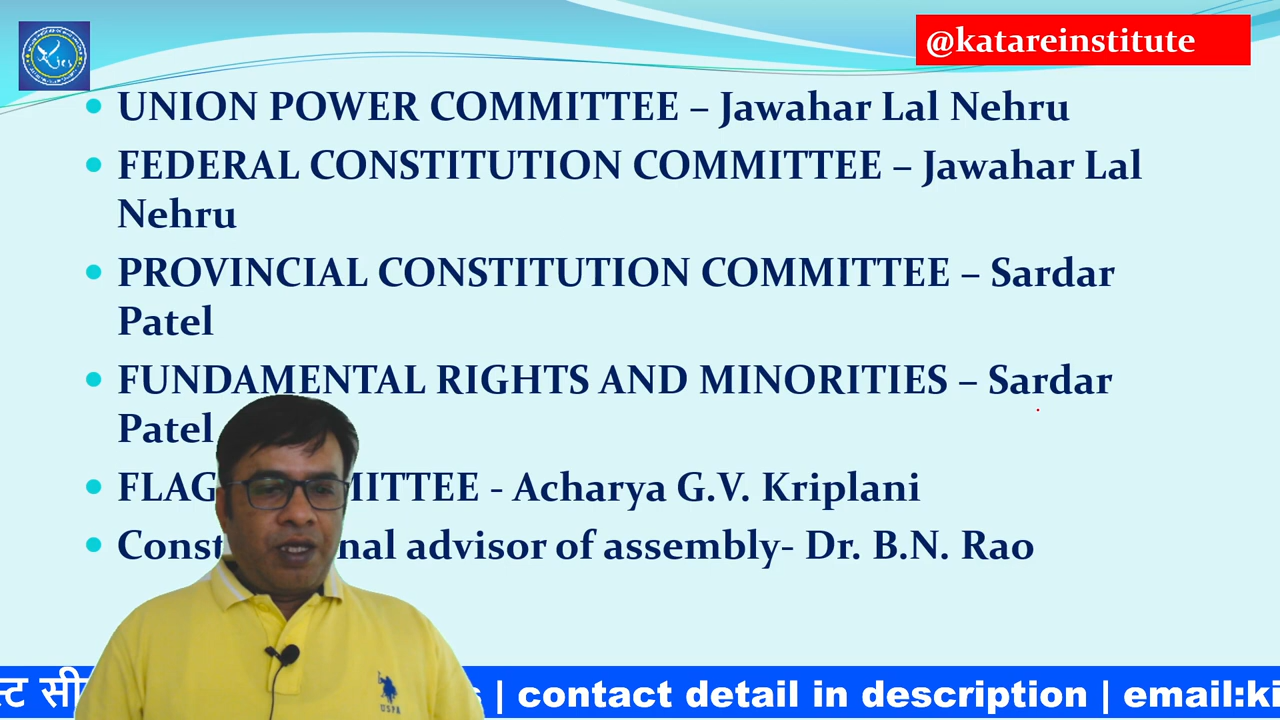 @katareinstitute
UNION POWER COMMITTEE – Jawahar Lal Nehru
FEDERAL CONSTITUTION COMMITTEE – Jawahar Lal
Nehru
PROVINCIAL CONSTITUTION COMMITTEE – Sardar
Patel
FUNDAMENTAL RIGHTS AND MINORITIES – Sardar
Patel
FLAG MITTEE - Acharya G.V. Kriplani
Const nal advisor of assembly- Dr. B.N. Rao
| contact detail in description | email:ki
USPA